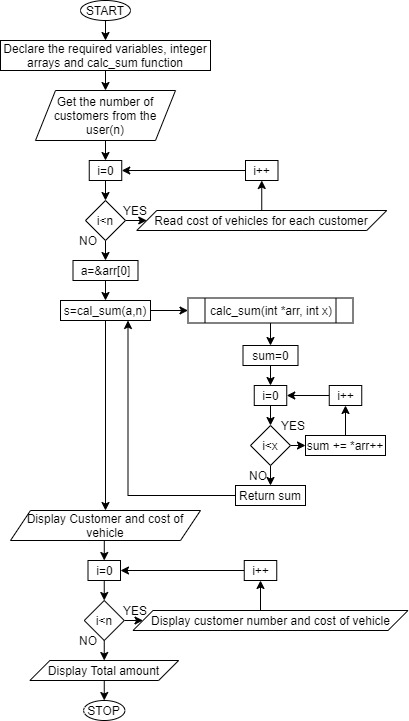 START
Declare the required variables, integer
arrays and calc_sum function
Get the number of
customers from the
user(n)
i=0
i++
i<n
YES
Read cost of vehicles for each customer
NO
a=&arr[0]
s=cal_sum(a,n)
calc_sum(int *arr, int x)
sum=0
i=0
i++
i<x
YES
sum += *arr++
NO
Return sum
Display Customer and cost of
vehicle
i=0
i++
i<n
YES
Display customer number and cost of vehicle
NO
Display Total amount
STOP